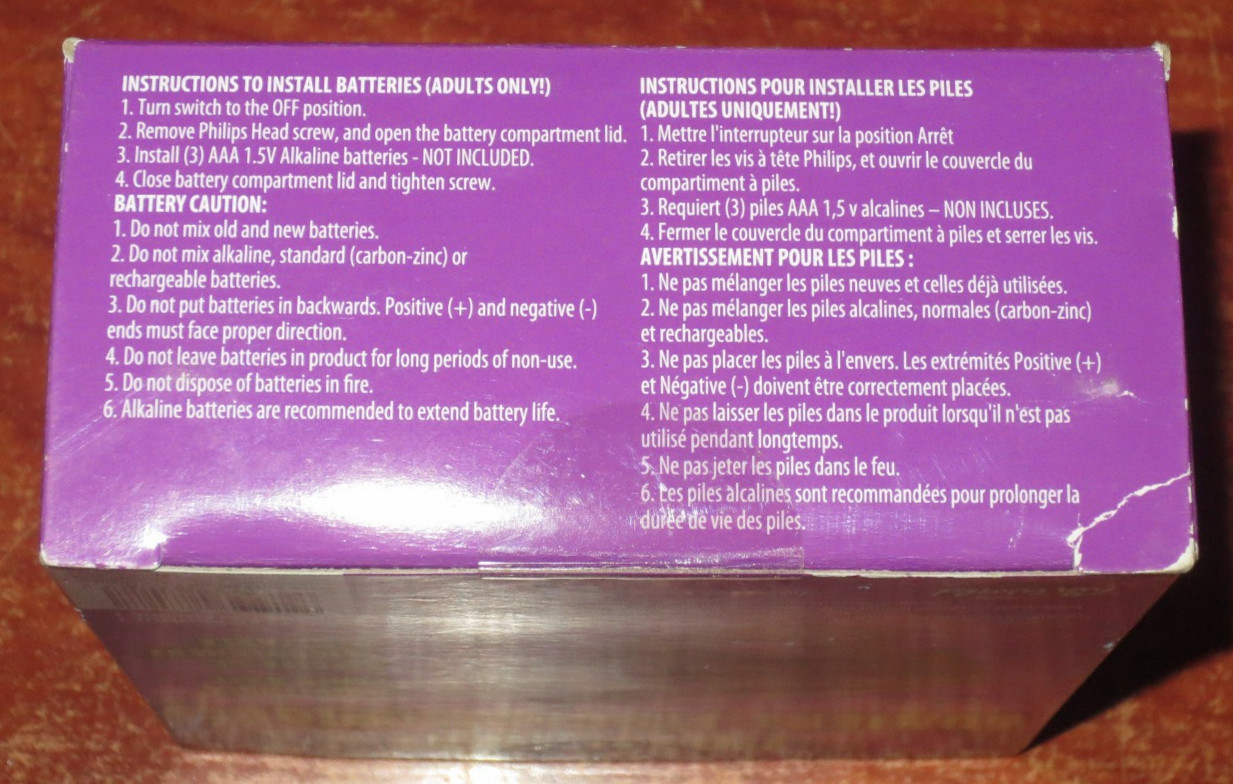 INSTRUCTIONS TO INSTALL BATTERIES (ADULTS ONLY!)
1. Turn switch to the OFF position.
2. Remove Philips Head screw, and open the battery compartment lid.
3. Install (3) AAA 1.5V Alkaline batteries - NOT INCLUDED.
4. Close battery compartment lid and tighten screw.
BATTERY CAUTION:
1. Do not mix old and new batteries.
2. Do not mix alkaline, standard (carbon-zinc) or
rechargeable batteries.
3. Do not put batteries in backwards. Positive (+) and negative (-)
ends must face proper direction.
4. Do not leave batteries in product for long periods of non-use.
5. Do not dispose of batteries in fire.
6. Alkaline batteries are recommended to extend battery life.
INSTRUCTIONS POUR INSTALLER LES PILES
(ADULTES UNIQUEMENT!)
1. Mettre l'interrupteur sur la position Arrêt
2. Retirer les vis à tête Philips, et ouvrir le couvercle du
compartiment à piles.
3. Requiert (3) piles AAA 1,5 v alcalines – NON INCLUSES.
4. Fermer le couvercle du compartiment à piles et serrer les vis.
AVERTISSEMENT POUR LES PILES :
1. Ne pas mélanger les piles neuves et celles déjà utilisées.
2. Ne pas mélanger les piles alcalines, normales (carbon-zinc)
et rechargeables.
3. Ne pas placer les piles à l'envers. Les extrémités Positive (+)
et Négative (-) doivent être correctement placées.
4. Ne pas laisser les piles dans le produit lorsqu'il n'est pas
utilisé pendant longtemps.
5. Ne pas jeter les piles dans le feu.
6. Les piles alcalines sont recommandées pour prolonger la
durée de vie des piles.